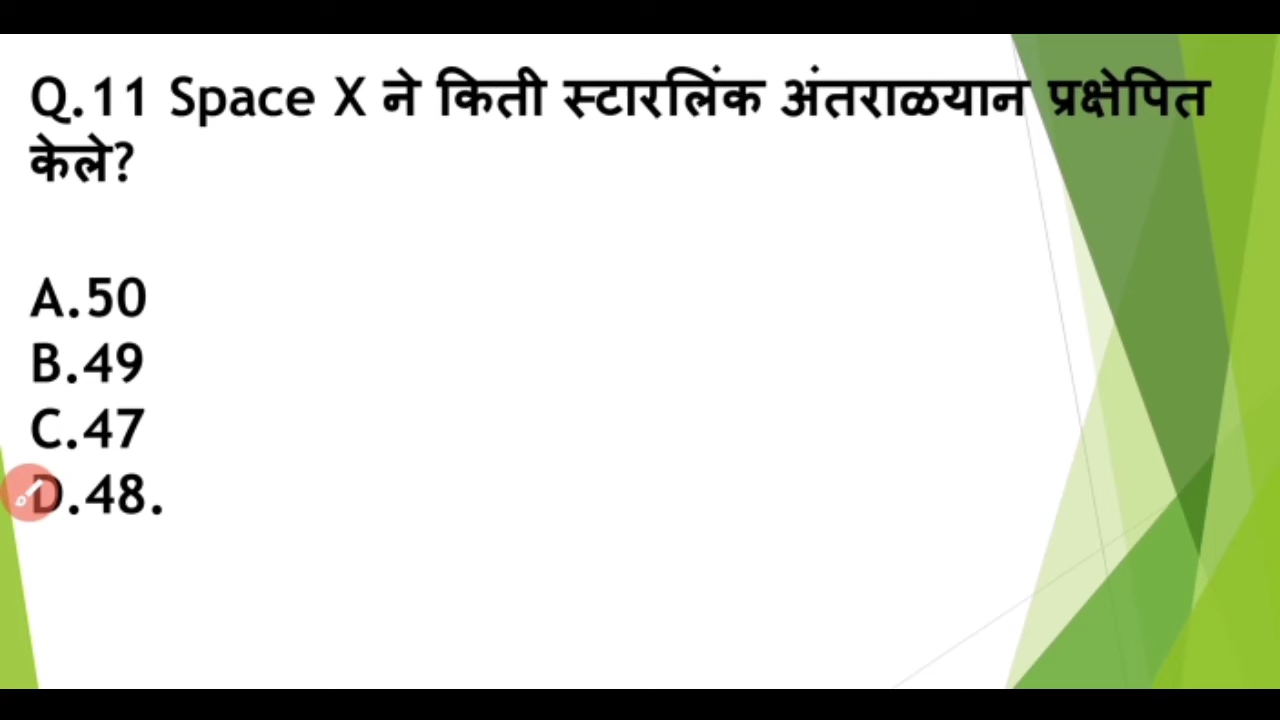 Q.11 Space X ने किती स्टारलिंक अंतराळयान प्रक्षेपित
केले?
A.50
B.49
C.47
D.48.